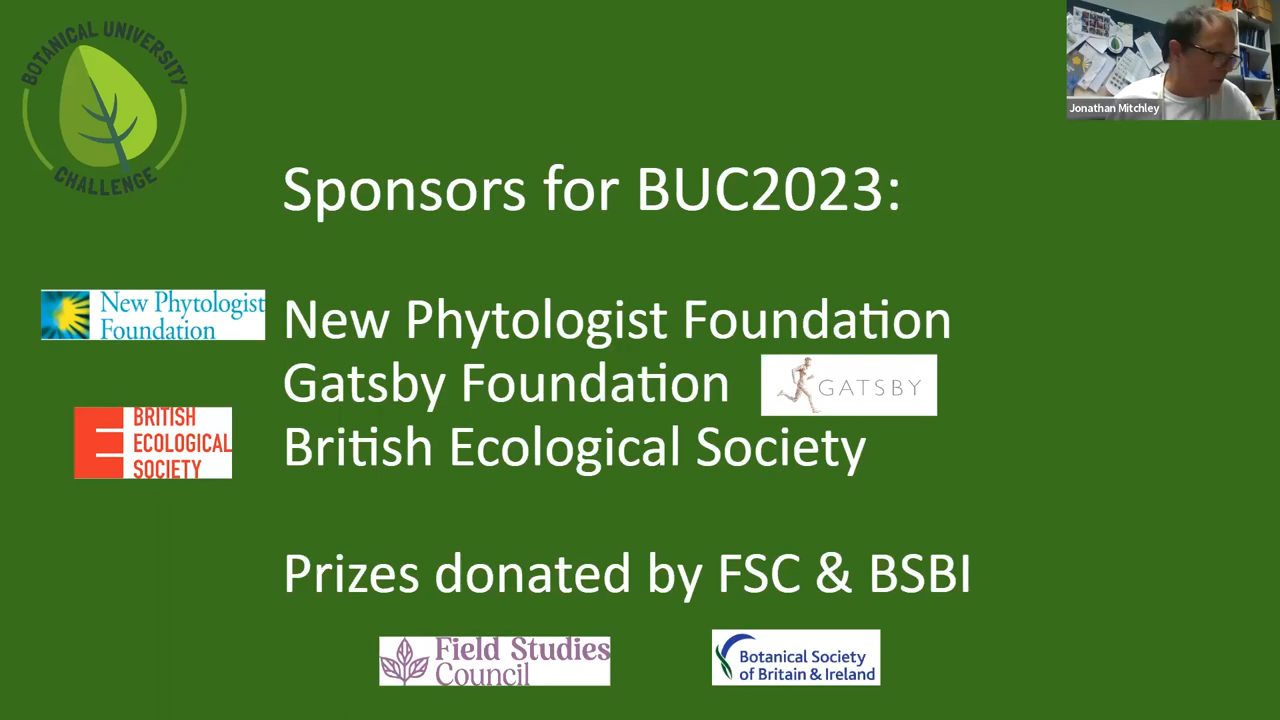 BOTANICAL UNIVERSITY
CHALLENGE
Jonathan Mitchley
Sponsors for BUC2023:
New Phytologist
Foundation
New Phytologist Foundation
Gatsby Foundation
GATSBY
BRITISH
ECOLOGICAL
SOCIETY
British Ecological Society
Prizes donated by FSC & BSBI
Field Studies
Council
Botanical Society
of Britain & Ireland